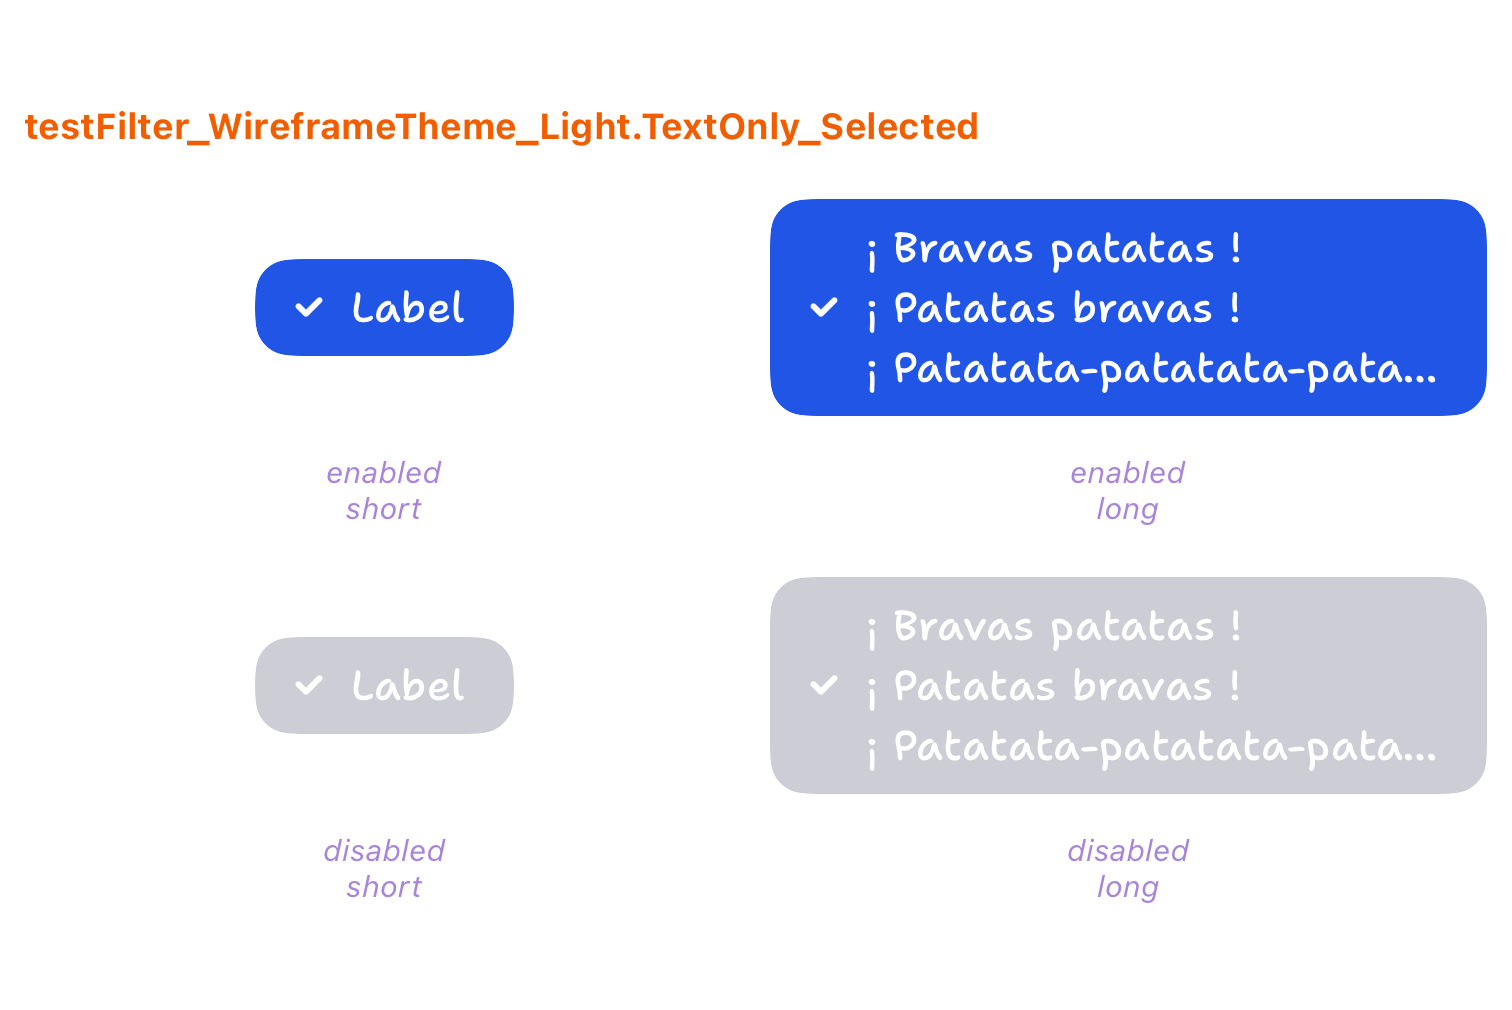 testFilter_WireframeTheme_Light.TextOnly_Selected
Label
¡ Bravas patatas !
¡ Patatas bravas !
¡ Patatata-patatata-pata...
enabled
short
enabled
long
Label
¡ Bravas patatas !
¡ Patatas bravas !
¡ Patatata-patatata-pata...
disabled
short
disabled
long